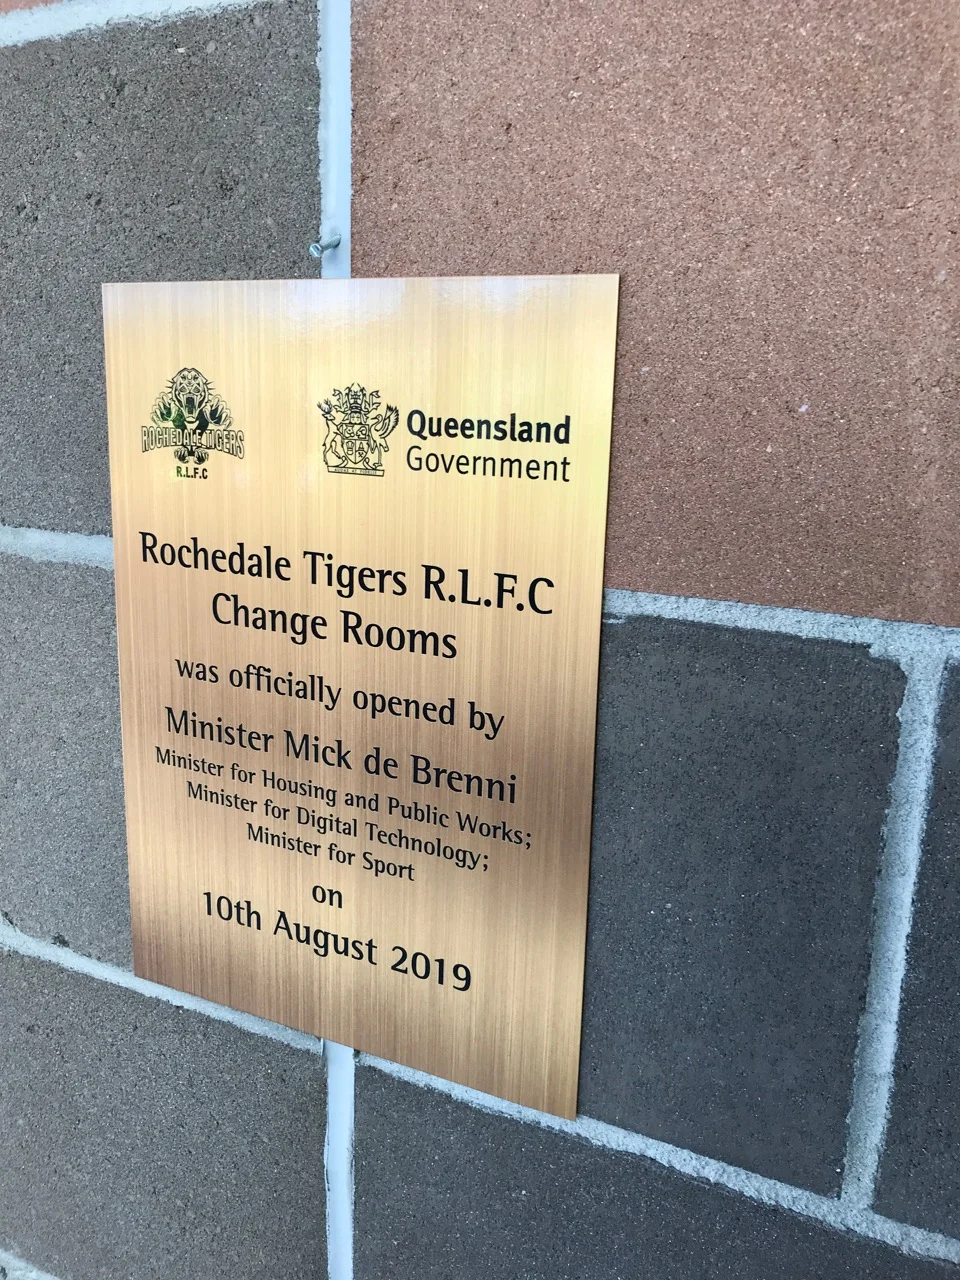 ROCHEDALE TIGERS
R.L.F.C
Queensland
Government
Rochedale Tigers R.L.F.C
Change Rooms
was officially opened by
Minister Mick de Brenni
Minister for Housing and Public Works;
Minister for Digital Technology;
Minister for Sport
on
10th August 2019